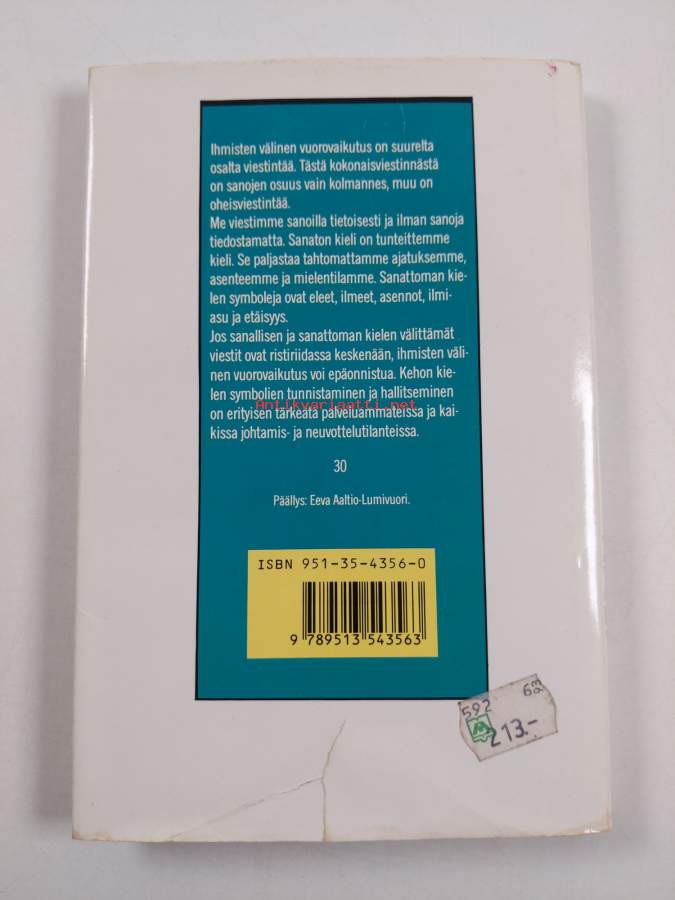 Ihmisten välinen vuorovaikutus on suurelta
osalta viestintää. Tästä kokonaisviestinnästä
on sanojen osuus vain kolmannes, muu on
oheisviestintää.
Me viestimme sanoilla tietoisesti ja ilman sanoja
tiedostamatta. Sanaton kieli on tunteittemme
kieli. Se paljastaa tahtomattamme ajatuksemme,
asenteemme ja mielentilamme. Sanattoman kie-
len symboleja ovat eleet, ilmeet, asennot, ilmi-
asu ja etäisyys.
Jos sanallisen ja sanattoman kielen välittämät
viestit ovat ristiriidassa keskenään, ihmisten väli-
nen vuorovaikutus voi epäonnistua. Kehon kie-
len symbolien tunnistaminen ja hallitseminen
Antikvariaatti.net
on erityisen tärkeätä palveluammateissa ja kai-
kissa johtamis- ja neuvottelutilanteissa.
30
Päällys: Eeva Aaltio-Lumivuori.
ISBN 951-35-4356-0
9 789513 543563
592
213.-